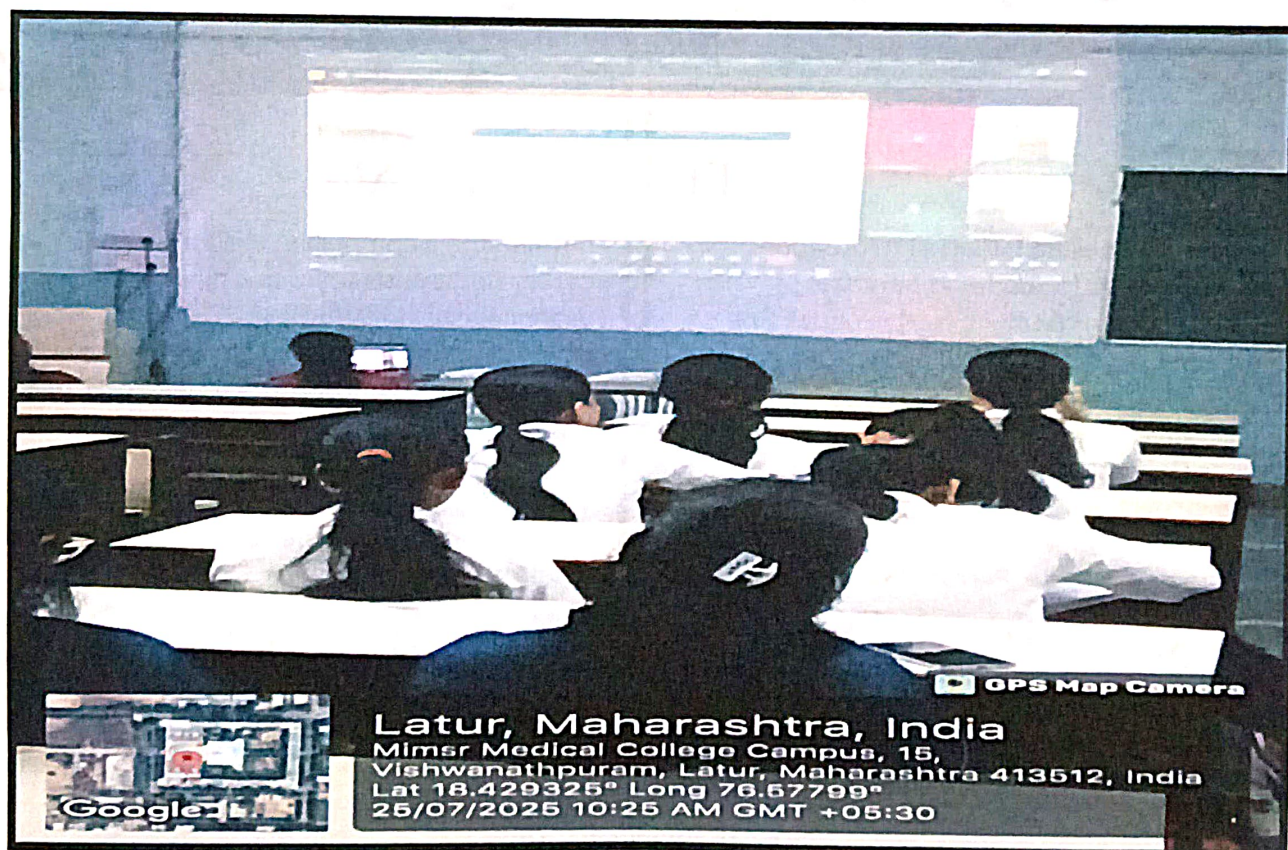 GPS Map Camera
Latur, Maharashtra, India
Mimsr Medical College Campus, 15,
Vishwanathpuram, Latur, Maharashtra 413512, India
Lat 18.429325° Long 76.57799°
25/07/2025 10:25 AM GMT +05:30
Google